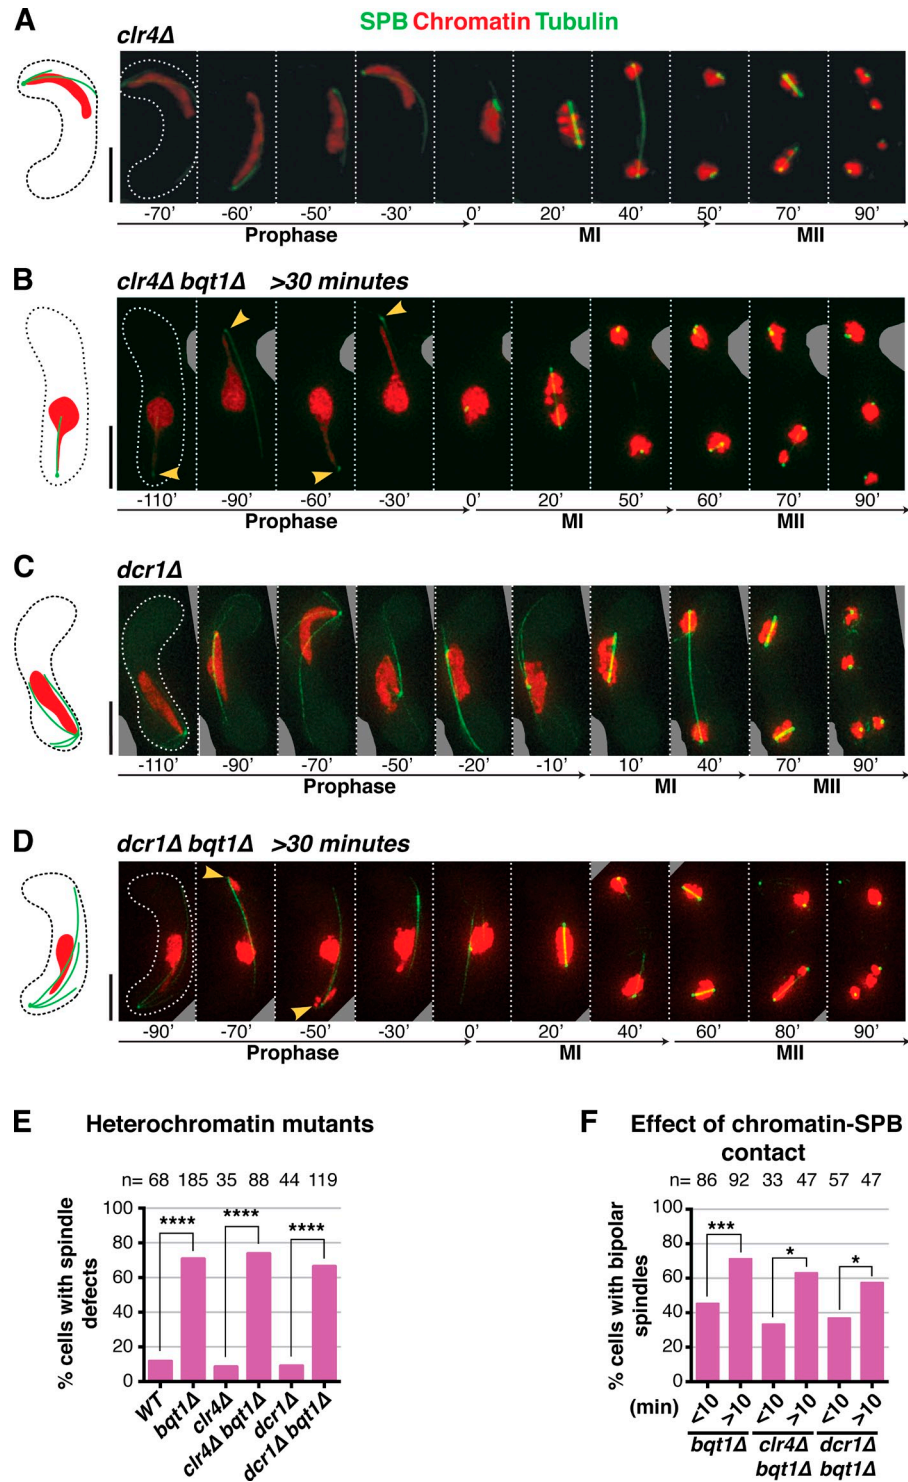 A
SPB Chromatin Tubulin
clr4Δ
-70’ -60’ -50’ -30’ 0’ 20’ 40’ 50’ 70’ 90’
Prophase MI MII
B
clr4Δ bqt1Δ >30 minutes
-110’ -90’ -60’ -30’ 0’ 20’ 50’ 60’ 70’ 90’
Prophase MI MII
C
dcr1Δ
-110’ -90’ -70’ -50’ -20’ -10’ 10’ 40’ 70’ 90’
Prophase MI MII
D
dcr1Δ bqt1Δ >30 minutes
-90’ -70’ -50’ -30’ 0’ 20’ 40’ 60’ 80’ 90’
Prophase MI MII
E
Heterochromatin mutants
n= 68 185 35 88 44 119
% cells with spindle
defects
100
80
60
40
20
0
**** **** ****
WT
bqt1Δ
clr4Δ
clr4Δ bqt1Δ
dcr1Δ
dcr1Δ bqt1Δ
F
Effect of chromatin-SPB
contact
n= 86 92 33 47 57 47
% cells with bipolar
spindles
100
80
60
40
20
0
*** * *
(min) <10 >10 <10 >10 <10 >10
bqt1Δ
clr4Δ
bqt1Δ
dcr1Δ
bqt1Δ